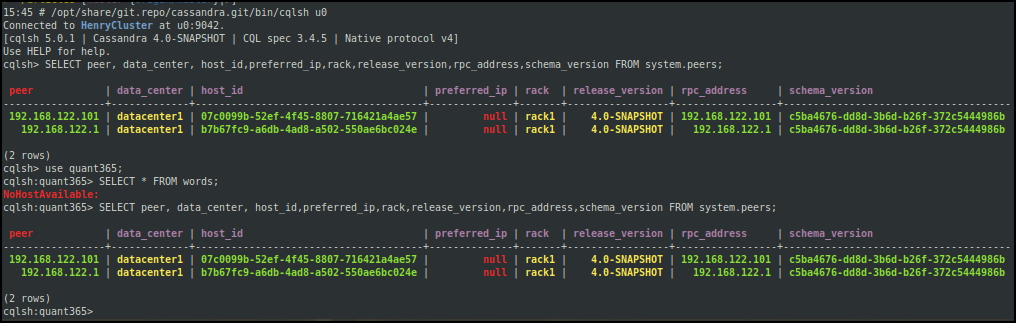 15:45 # /opt/share/git.repo/cassandra.git/bin/cqlsh u0
Connected to HenryCluster at u0:9042.
[cqlsh 5.0.1 | Cassandra 4.0-SNAPSHOT | CQL spec 3.4.5 | Native protocol v4]
Use HELP for help.
cqlsh> SELECT peer, data_center, host_id,preferred_ip,rack,release_version,rpc_address,schema_version FROM system.peers;
peer | data_center | host_id | preferred_ip | rack | release_version | rpc_address | schema_version
-----------------+-------------+--------------------------------------+--------------+-------+-----------------+-----------------+--------------------------------------
192.168.122.101 | datacenter1 | 07c0099b-52ef-4f45-8807-716421a4ae57 | null | rack1 | 4.0-SNAPSHOT | 192.168.122.101 | c5ba4676-dd8d-3b6d-b26f-372c5444986b
192.168.122.1 | datacenter1 | b7b67fc9-a6db-4ad8-a502-550ae6bc024e | null | rack1 | 4.0-SNAPSHOT | 192.168.122.1 | c5ba4676-dd8d-3b6d-b26f-372c5444986b
(2 rows)
cqlsh> use quant365;
cqlsh:quant365> SELECT * FROM words;
NoHostAvailable:
cqlsh:quant365> SELECT peer, data_center, host_id,preferred_ip,rack,release_version,rpc_address,schema_version FROM system.peers;
peer | data_center | host_id | preferred_ip | rack | release_version | rpc_address | schema_version
-----------------+-------------+--------------------------------------+--------------+-------+-----------------+-----------------+--------------------------------------
192.168.122.101 | datacenter1 | 07c0099b-52ef-4f45-8807-716421a4ae57 | null | rack1 | 4.0-SNAPSHOT | 192.168.122.101 | c5ba4676-dd8d-3b6d-b26f-372c5444986b
192.168.122.1 | datacenter1 | b7b67fc9-a6db-4ad8-a502-550ae6bc024e | null | rack1 | 4.0-SNAPSHOT | 192.168.122.1 | c5ba4676-dd8d-3b6d-b26f-372c5444986b
(2 rows)
cqlsh:quant365>